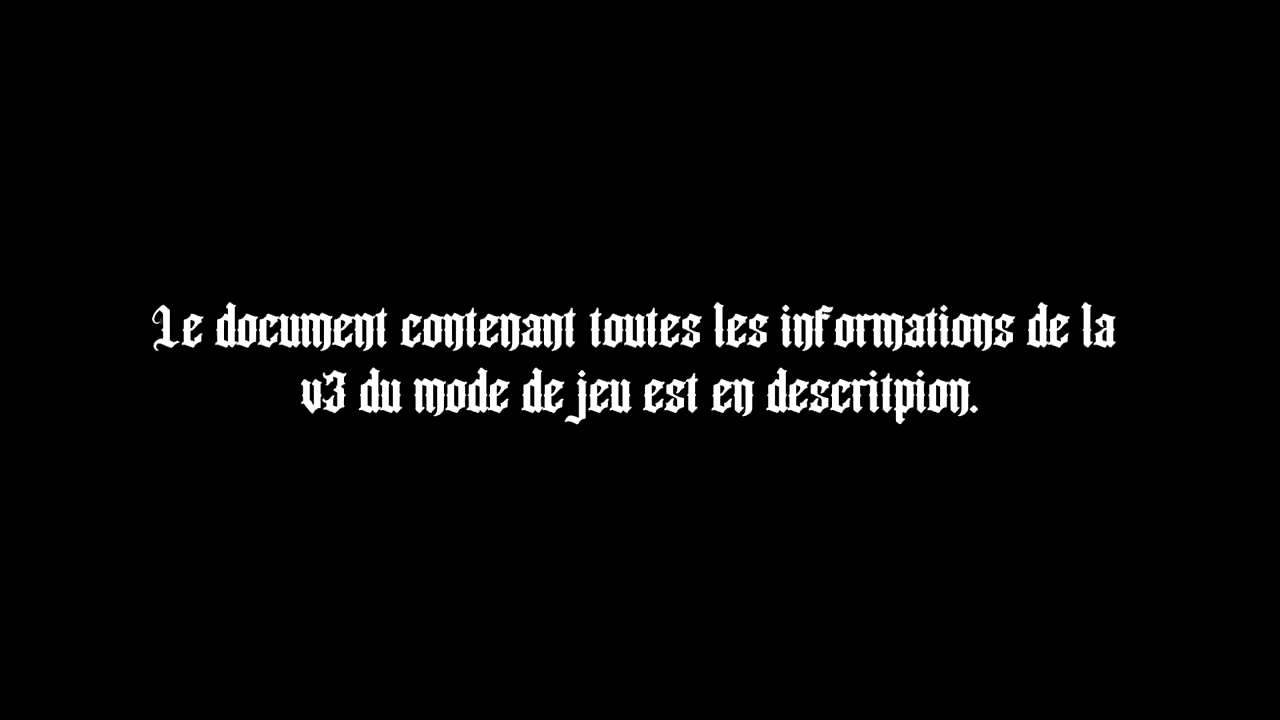 Le document contenant toutes les informations de la
v3 du mode de jeu est en descritpion.